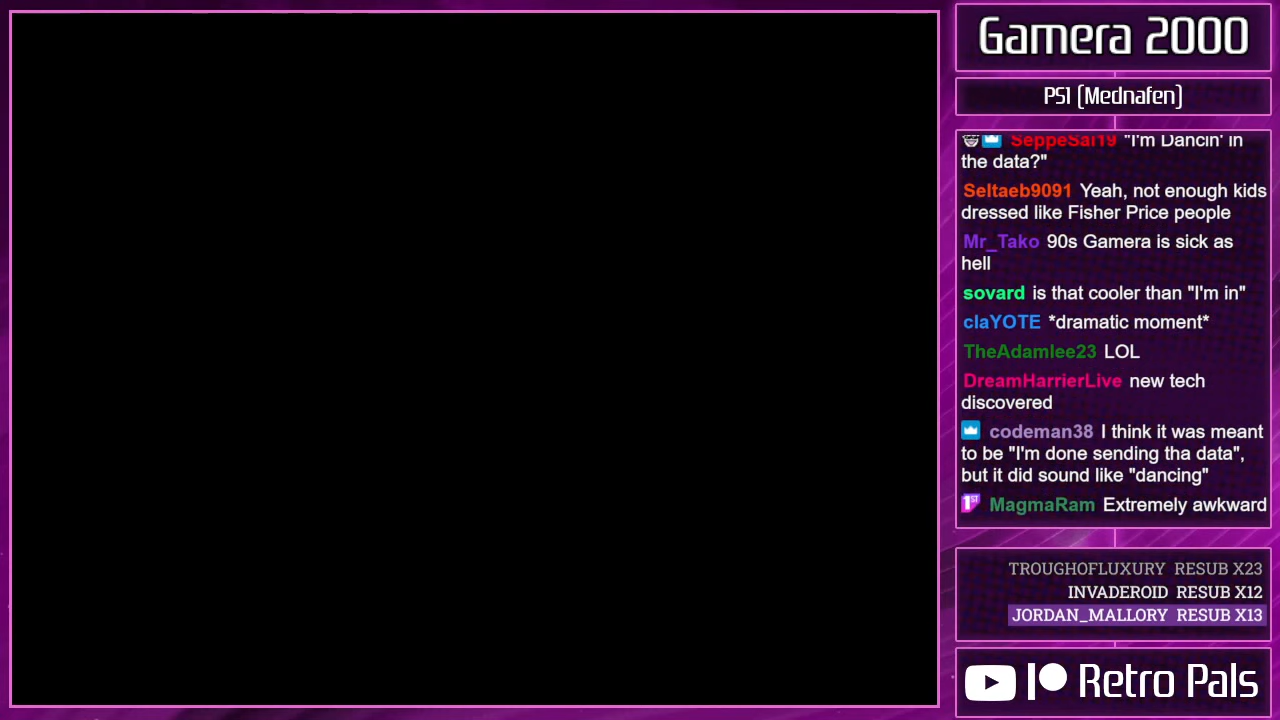 Gamera 2000
PS1 (Mednafen)
SeppeSai19 "I'm Dancin' in
the data?"
Seltaeb9091 Yeah, not enough kids
dressed like Fisher Price people
Mr_Tako 90s Gamera is sick as
hell
sovard is that cooler than "I'm in"
claYOTE *dramatic moment*
TheAdamlee23 LOL
DreamHarrierLive new tech
discovered
codeman38 I think it was meant
to be "I'm done sending tha data",
but it did sound like "dancing"
1ST MagmaRam Extremely awkward
TROUGHOFLUXURY RESUB X23
INVADEROID RESUB X12
JORDAN_MALLORY RESUB X13
Retro Pals